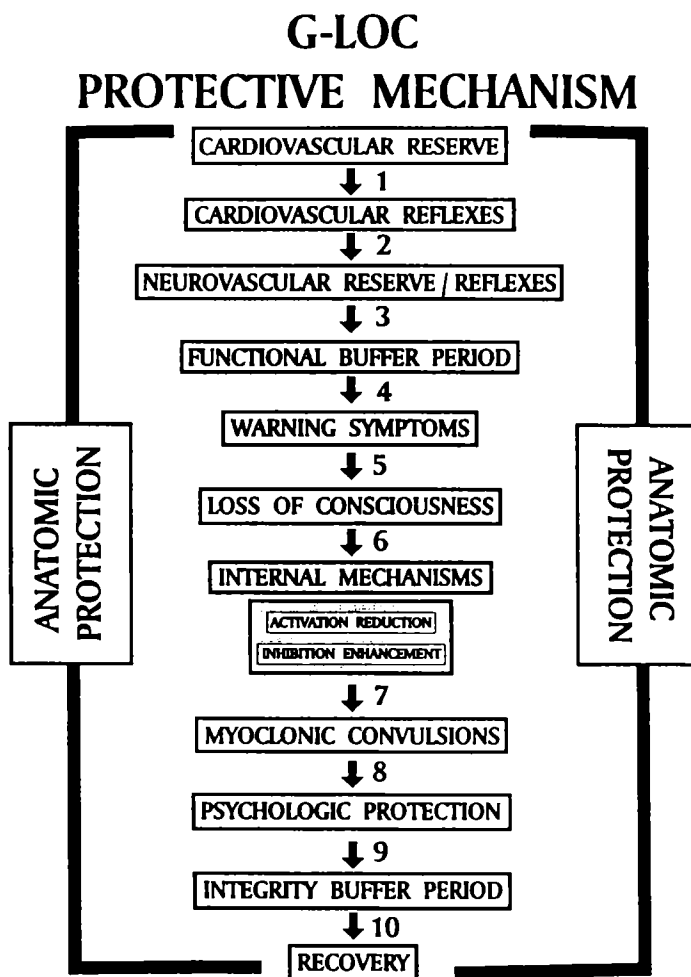 G-LOC
PROTECTIVE MECHANISM
CARDIOVASCULAR RESERVE
1
CARDIOVASCULAR REFLEXES
2
NEUROVASCULAR RESERVE / REFLEXES
3
FUNCTIONAL BUFFER PERIOD
4
WARNING SYMPTOMS
5
LOSS OF CONSCIOUSNESS
6
INTERNAL MECHANISMS
ACTIVATION REDUCTION
INHIBITION ENHANCEMENT
7
MYOCLONIC CONVULSIONS
8
PSYCHOLOGIC PROTECTION
9
INTEGRITY BUFFER PERIOD
10
RECOVERY
ANATOMIC
PROTECTION
ANATOMIC
PROTECTION